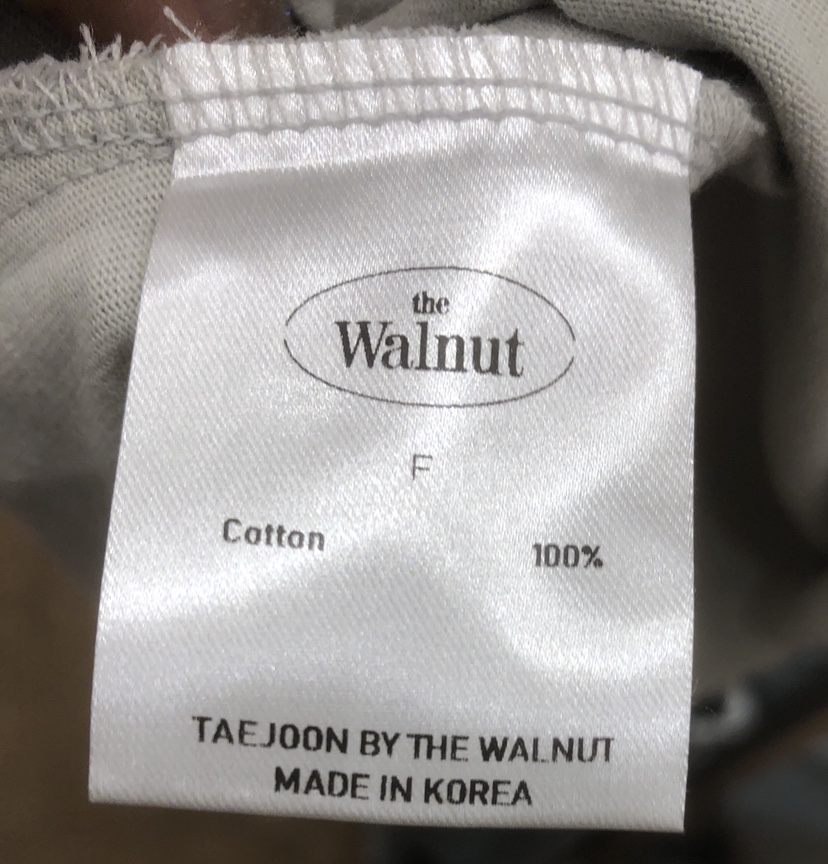 the
Walnut
F
Cotton 100%
TAEJOON BY THE WALNUT
MADE IN KOREA